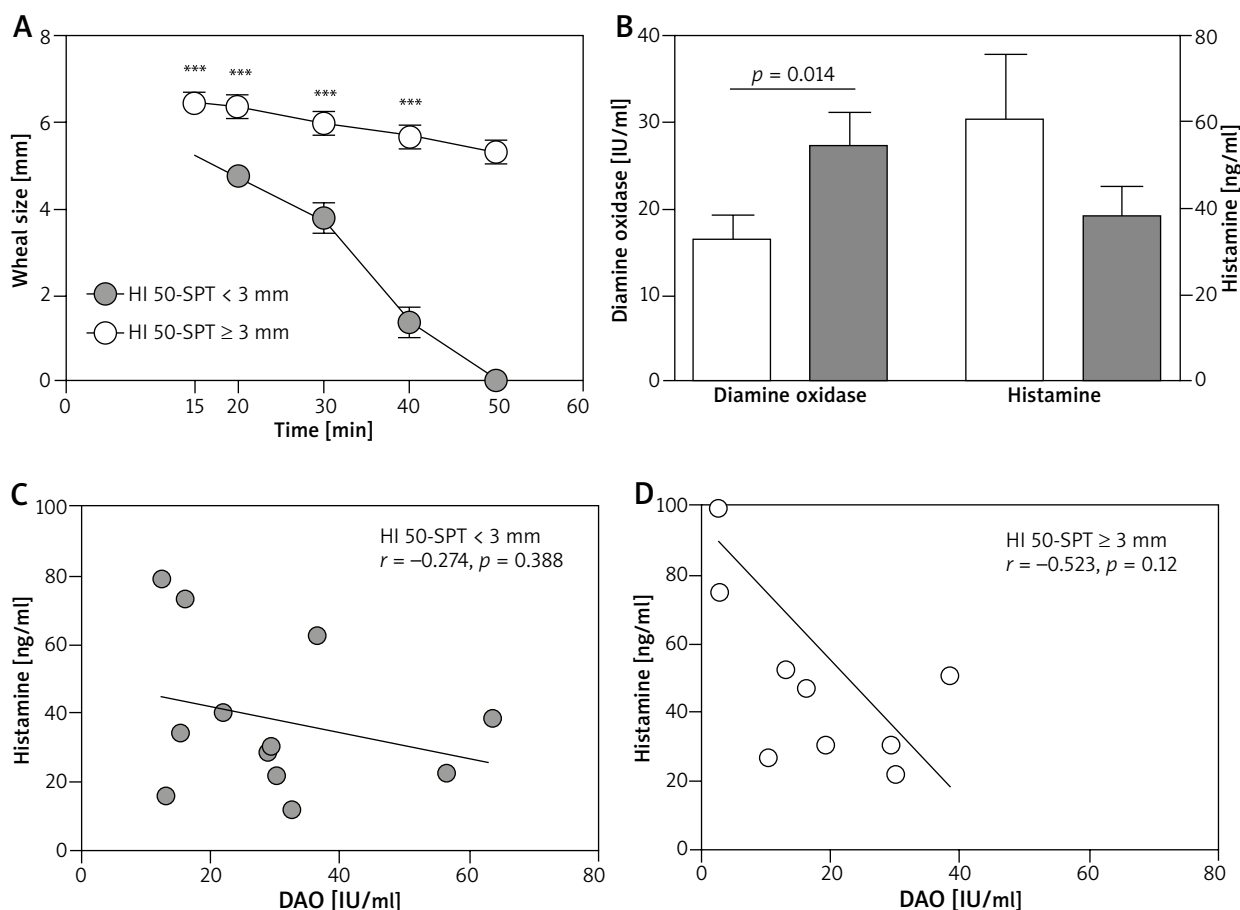 A
Wheal size [mm]
8
6
4
2
0
***
***
***
***
HI 50-SPT < 3 mm
HI 50-SPT ≥ 3 mm
0
15
20
30
40
50
60
Time [min]
B
Diamine oxidase [IU/ml]
40
30
20
10
0
p = 0.014
80
60
40
20
0
Histamine [ng/ml]
Diamine oxidase
Histamine
C
Histamine [ng/ml]
100
80
60
40
20
0
HI 50-SPT < 3 mm
r = –0.274, p = 0.388
0
20
40
60
80
DAO [IU/ml]
D
Histamine [ng/ml]
100
80
60
40
20
0
HI 50-SPT ≥ 3 mm
r = –0.523, p = 0.12
0
20
40
60
80
DAO [IU/ml]